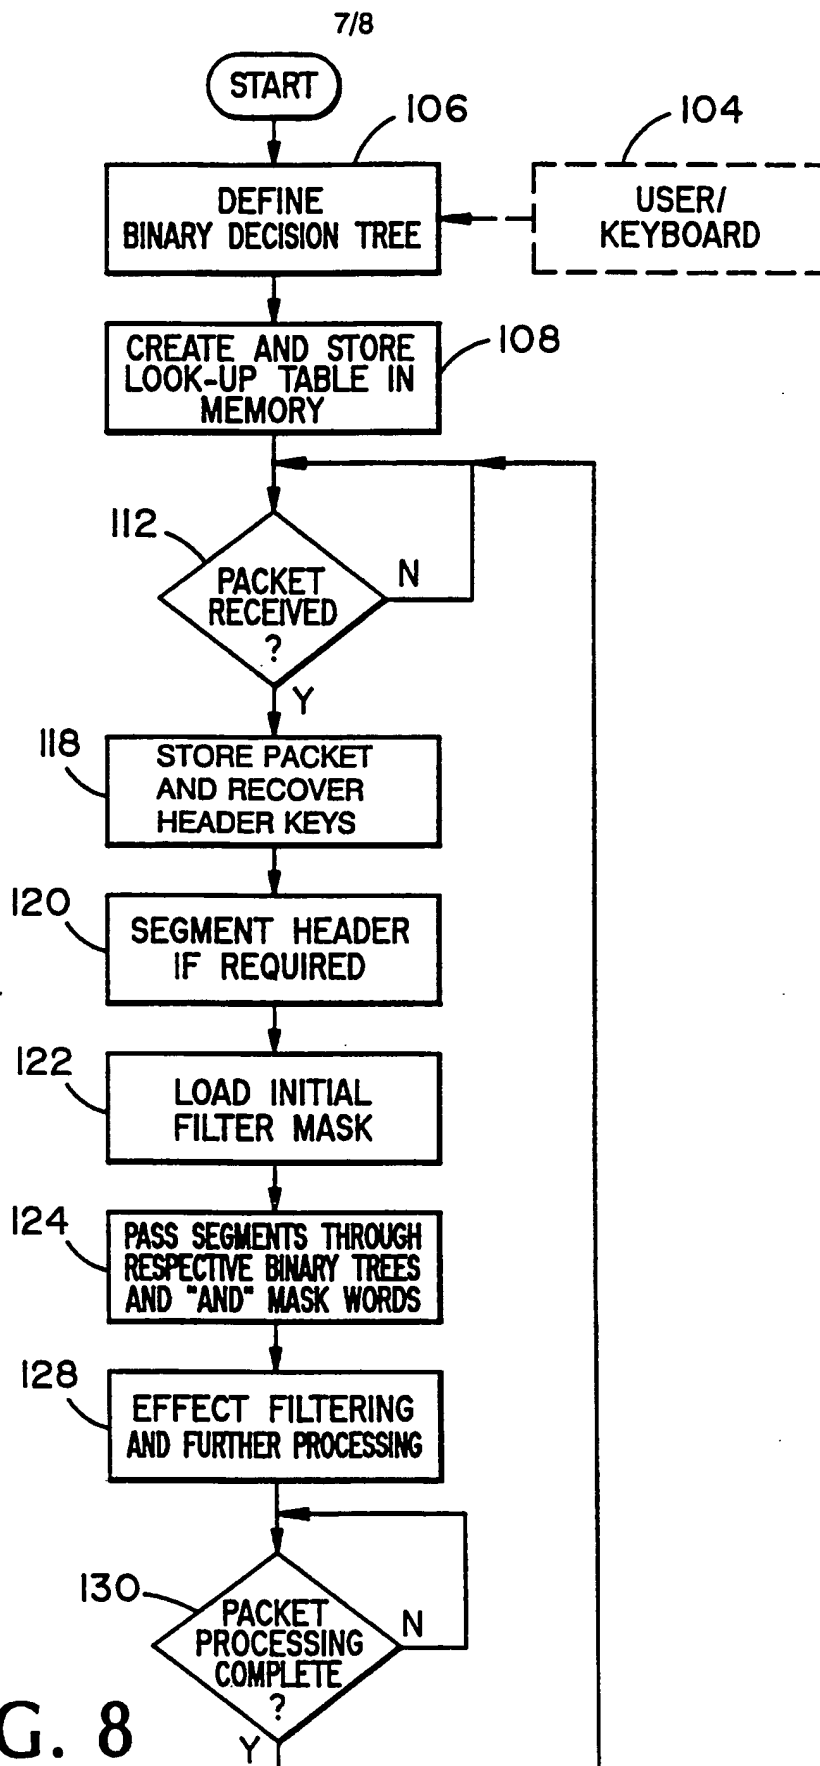 7/8
START
106
104
DEFINE
BINARY DECISION TREE
USER/
KEYBOARD
CREATE AND STORE
LOOK-UP TABLE IN
MEMORY
108
112
PACKET
RECEIVED
?
N
Y
118
STORE PACKET
AND RECOVER
HEADER KEYS
120
SEGMENT HEADER
IF REQUIRED
122
LOAD INITIAL
FILTER MASK
124
PASS SEGMENTS THROUGH
RESPECTIVE BINARY TREES
AND "AND" MASK WORDS
128
EFFECT FILTERING
AND FURTHER PROCESSING
130
PACKET
PROCESSING
COMPLETE
?
N
Y
G. 8